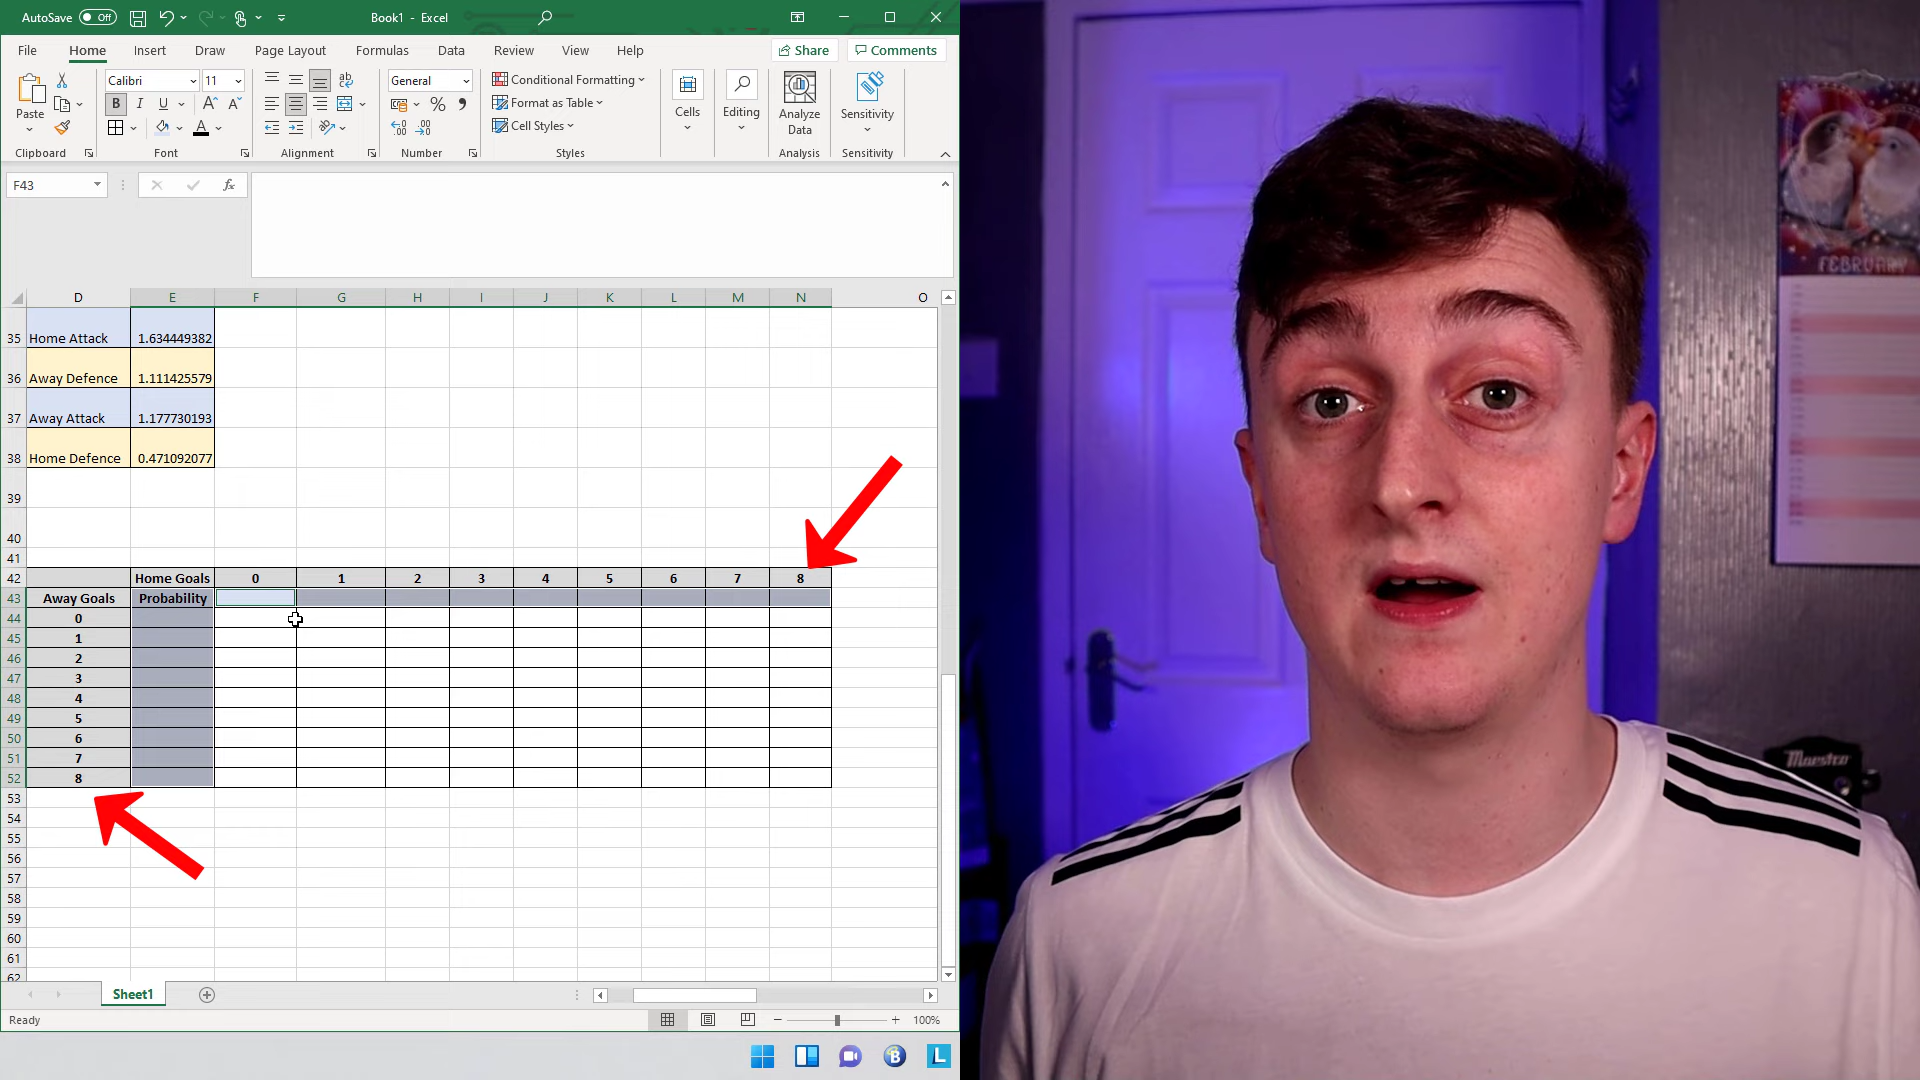 AutoSave Off Book1 - Excel
File Home Insert Draw Page Layout Formulas Data Review View Help Share Comments
Calibri 11 General Conditional Formatting
Format as Table
Cell Styles
Paste Cells Editing Analyze Data Sensitivity
Clipboard Font Alignment Number Styles Analysis Sensitivity
F43 fx
D E F G H I J K L M N O
35 Home Attack 1.634449382
36 Away Defence 1.111425579
37 Away Attack 1.177730193
38 Home Defence 0.471092077
39
40
41
42 Home Goals 0 1 2 3 4 5 6 7 8
43 Away Goals Probability
44 0
45 1
46 2
47 3
48 4
49 5
50 6
51 7
52 8
53
54
55
56
57
58
59
60
61
62
Sheet1
Ready 100%
B L
FEBRUARY
Maestro